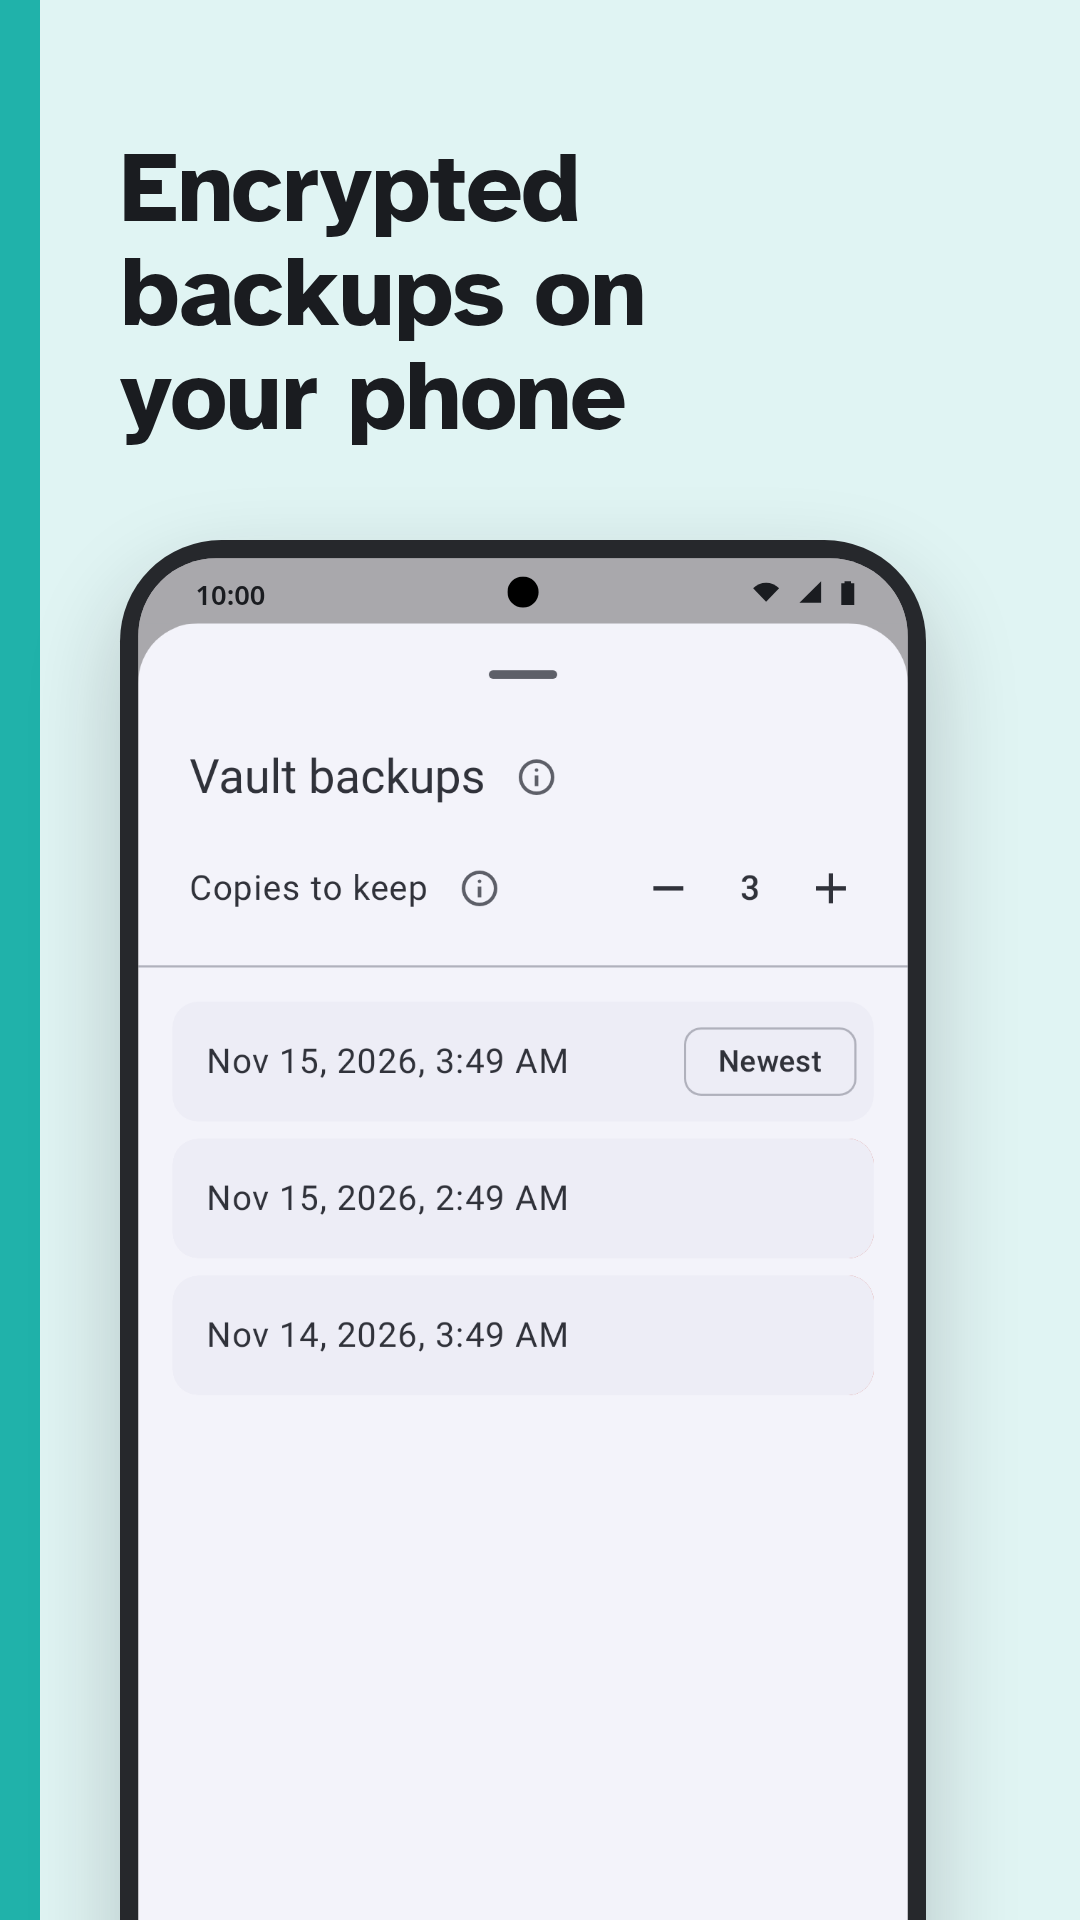 Encrypted
backups on
your phone
10:00
Vault backups
Copies to keep
3
Nov 15, 2026, 3:49 AM
Newest
Nov 15, 2026, 2:49 AM
Nov 14, 2026, 3:49 AM